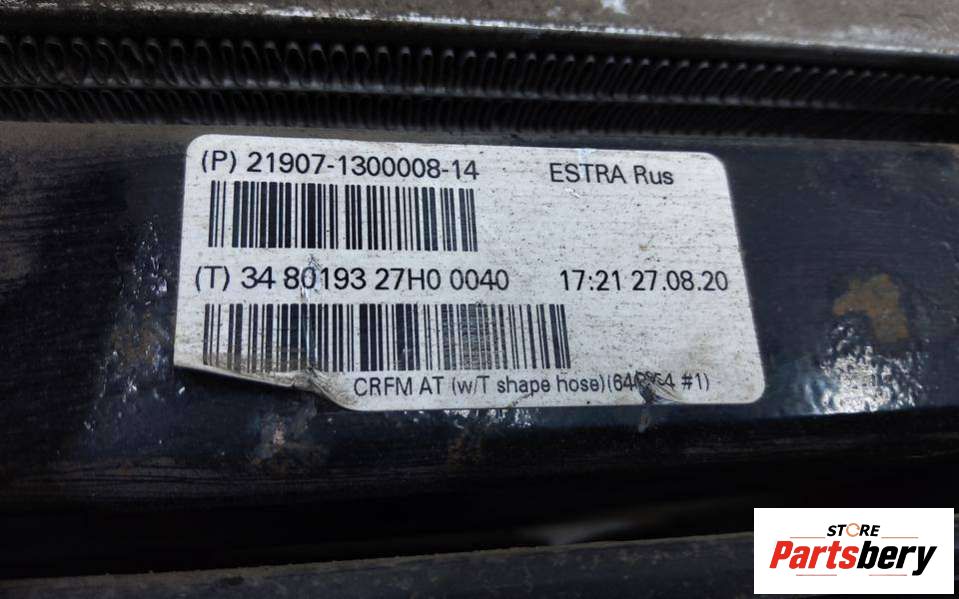 (P) 21907-1300008-14 ESTRA Rus
(T) 34 80193 27H0 0040 17:21 27.08.20
CRFM AT (w/T shape hose) #1)
STORE
Partsbery